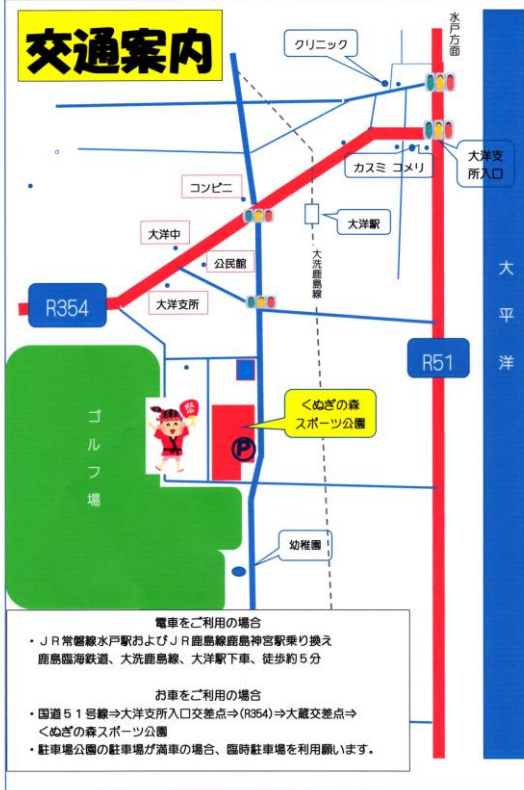 交通案内
水戸方面
クリニック
カスミ コメリ
大洋支
所入口
コンビニ
大洋駅
大洋中
公民館
大洗鹿島線
大洋支所
R354
R51
大平洋
くぬぎの森
スポーツ公園
祭
P
ゴルフ場
幼稚園
電車をご利用の場合
・ＪＲ常磐線水戸駅およびＪＲ鹿島線鹿島神宮駅乗り換え
鹿島臨海鉄道、大洗鹿島線、大洋駅下車、徒歩約５分
お車をご利用の場合
・国道５１号線⇒大洋支所入口交差点⇒(R354)⇒大蔵交差点⇒
くぬぎの森スポーツ公園
・駐車場公園の駐車場が満車の場合、臨時駐車場を利用願います。